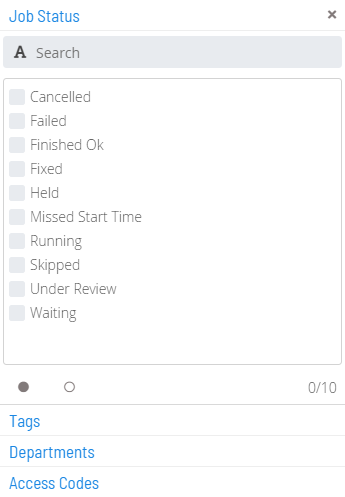 Job Status ×
A Search
Cancelled
Failed
Finished Ok
Fixed
Held
Missed Start Time
Running
Skipped
Under Review
Waiting
0/10
Tags
Departments
Access Codes